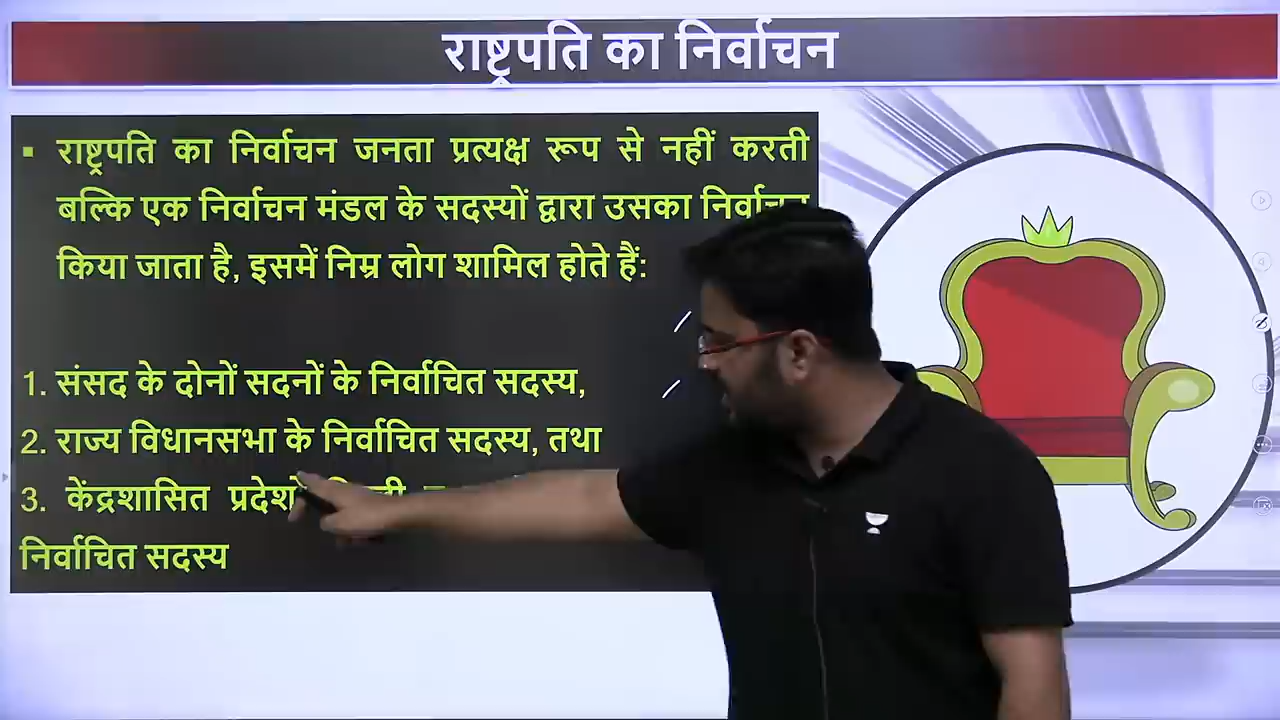 राष्ट्रपति का निर्वाचन
▪ राष्ट्रपति का निर्वाचन जनता प्रत्यक्ष रूप से नहीं करती
बल्कि एक निर्वाचन मंडल के सदस्यों द्वारा उसका निर्वाचन
किया जाता है, इसमें निम्न लोग शामिल होते हैं:
1. संसद के दोनों सदनों के निर्वाचित सदस्य,
2. राज्य विधानसभा के निर्वाचित सदस्य, तथा
3. केंद्रशासित प्रदेशों
निर्वाचित सदस्य